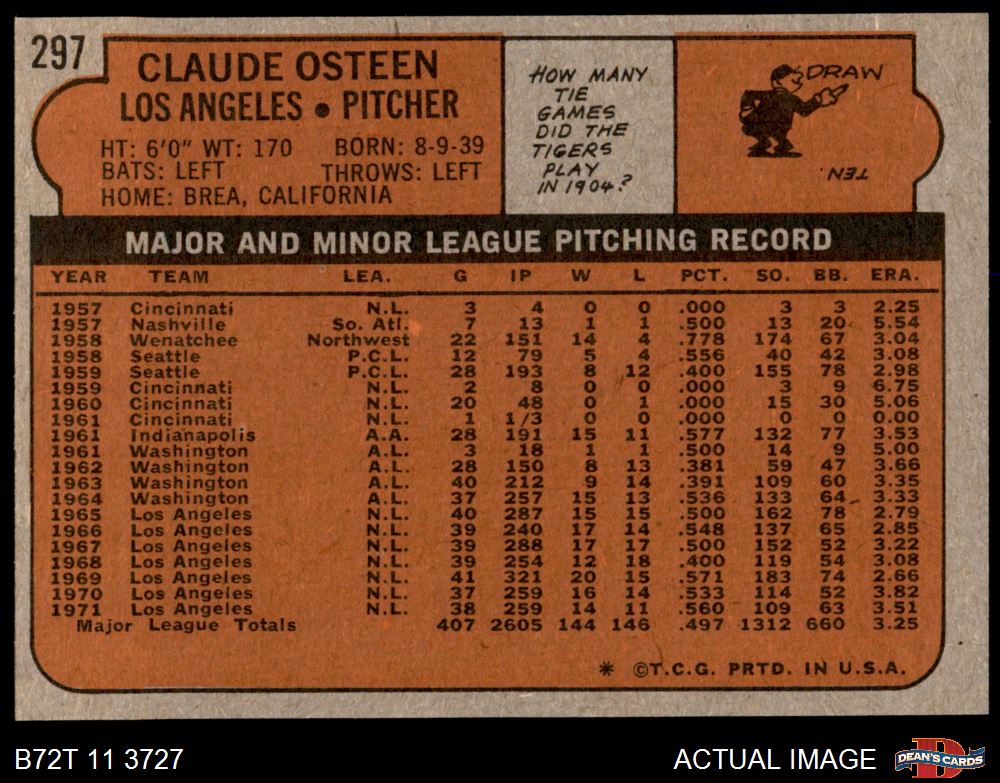 297
CLAUDE OSTEEN
LOS ANGELES • PITCHER
HT: 6'0" WT: 170 BORN: 8-9-39
BATS: LEFT THROWS: LEFT
HOME: BREA, CALIFORNIA
HOW MANY
TIE
GAMES
DID THE
TIGERS
PLAY
IN 1904?
DRAW
TEN.
MAJOR AND MINOR LEAGUE PITCHING RECORD
YEAR TEAM LEA. G IP W L PCT. SO. BB. ERA.
1957 Cincinnati N.L. 3 4 0 0 .000 3 3 2.25
1957 Nashville So. Atl. 7 13 1 1 .500 13 20 5.54
1958 Wenatchee Northwest 22 151 14 4 .778 174 67 3.04
1958 Seattle P.C.L. 12 79 5 4 .556 40 42 3.08
1959 Seattle P.C.L. 28 193 8 12 .400 155 78 2.98
1959 Cincinnati N.L. 2 8 0 0 .000 3 9 6.75
1960 Cincinnati N.L. 20 48 0 1 .000 15 30 5.06
1961 Cincinnati N.L. 1 1/3 0 0 .000 0 0 0.00
1961 Indianapolis A.A. 28 191 15 11 .577 132 77 3.53
1961 Washington A.L. 3 18 1 1 .500 14 9 5.00
1962 Washington A.L. 28 150 8 13 .381 59 47 3.66
1963 Washington A.L. 40 212 9 14 .391 109 60 3.35
1964 Washington A.L. 37 257 15 13 .536 133 64 3.33
1965 Los Angeles N.L. 40 287 15 15 .500 162 78 2.79
1966 Los Angeles N.L. 39 240 17 14 .548 137 65 2.85
1967 Los Angeles N.L. 39 288 17 17 .500 152 52 3.22
1968 Los Angeles N.L. 39 254 12 18 .400 119 54 3.08
1969 Los Angeles N.L. 41 321 20 15 .571 183 74 2.66
1970 Los Angeles N.L. 37 259 16 14 .533 114 52 3.82
1971 Los Angeles N.L. 38 259 14 11 .560 109 63 3.51
Major League Totals 407 2605 144 146 .497 1312 660 3.25
* ©T.C.G. PRTD. IN U.S.A.
B72T 11 3727 ACTUAL IMAGE
D
DEAN'S CARDS